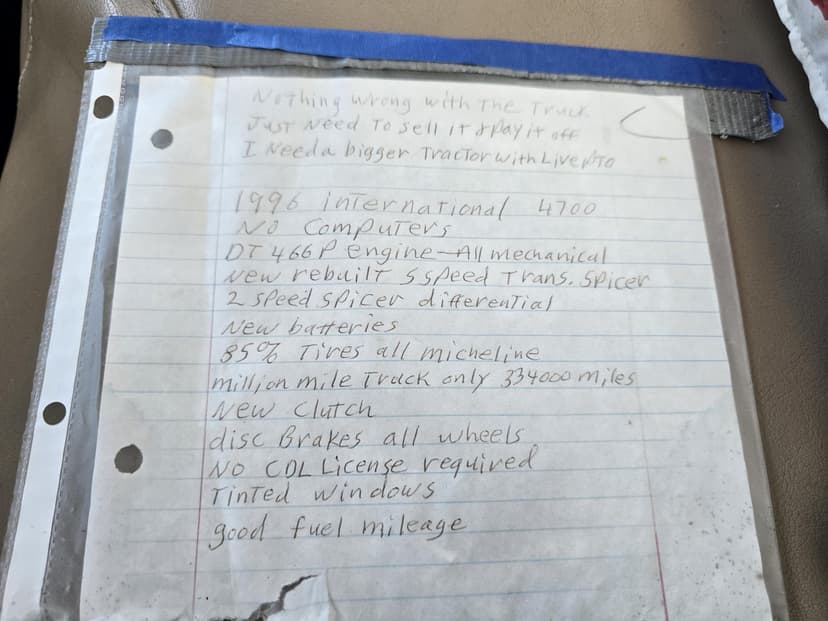 Nothing wrong with The Truck
Just Need To sell it & Pay it off
I Need a bigger Tractor with Live PTO
1996 international 4700
No Computers
DT 466 P engine - All mechanical
New rebuilt 5 speed Trans. Spicer
2 speed spicer differential
New batteries
85% Tires all micheline
million mile Truck only 334000 miles
New clutch
disc Brakes all wheels
NO CDL License required
Tinted windows
good fuel mileage